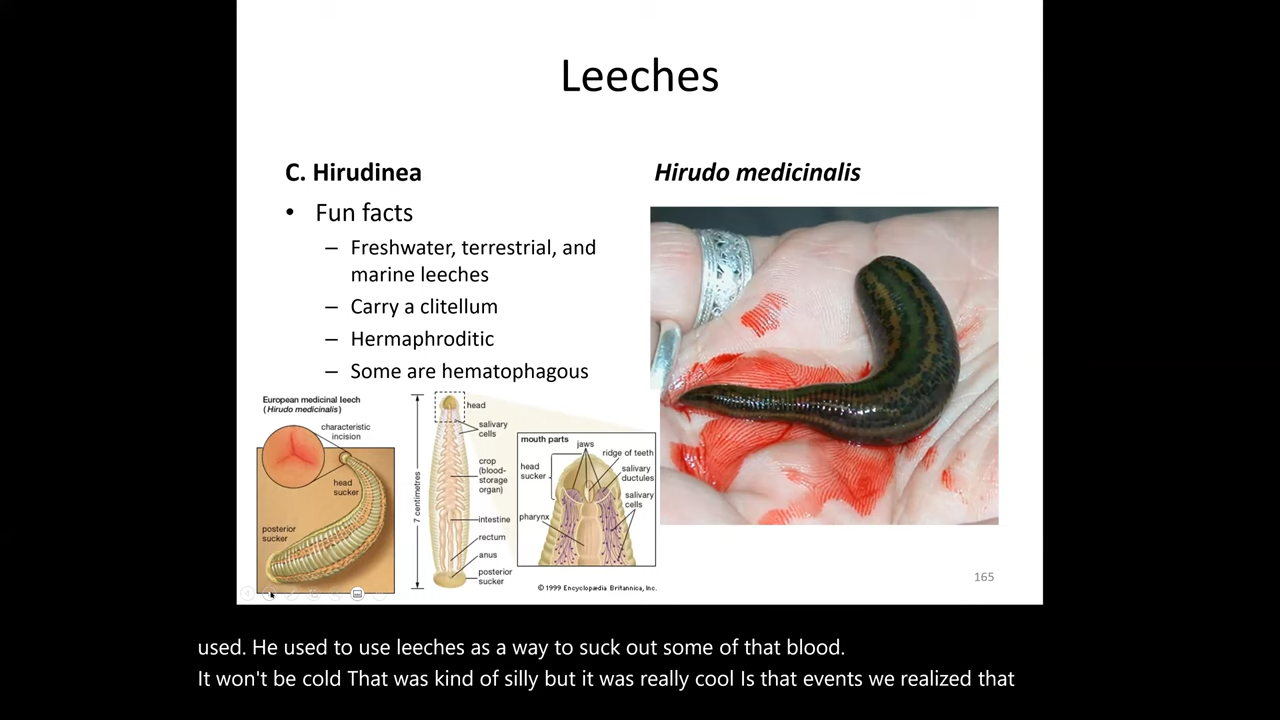 Leeches
C. Hirudinea
• Fun facts
– Freshwater, terrestrial, and
marine leeches
– Carry a clitellum
– Hermaphroditic
– Some are hematophagous
Hirudo medicinalis
European medicinal leech
(Hirudo medicinalis)
characteristic
incision
head
sucker
posterior
sucker
7 centimetres
head
salivary
cells
crop
(blood-
storage
organ)
intestine
rectum
anus
posterior
sucker
mouth parts
jaws
ridge of teeth
head
sucker
salivary
ductules
salivary
cells
pharynx
© 1999 Encyclopædia Britannica, Inc.
165
used. He used to use leeches as a way to suck out some of that blood.
It won't be cold That was kind of silly but it was really cool Is that events we realized that